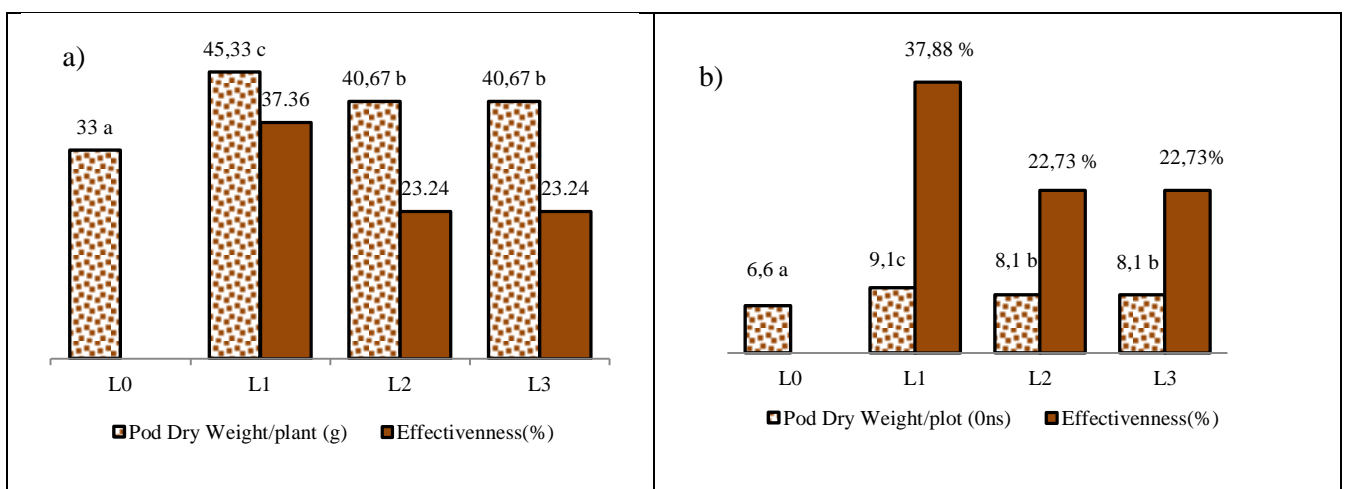 a)
45,33 c
37.36
40,67 b
40,67 b
33 a
23.24
23.24
L0 L1 L2 L3
Pod Dry Weight/plant (g) Effectivenness(%)
b)
37,88 %
22,73 %
22,73%
6,6 a
9,1c
8,1 b
8,1 b
L0 L1 L2 L3
Pod Dry Weight/plot (0ns) Effectivenness(%)